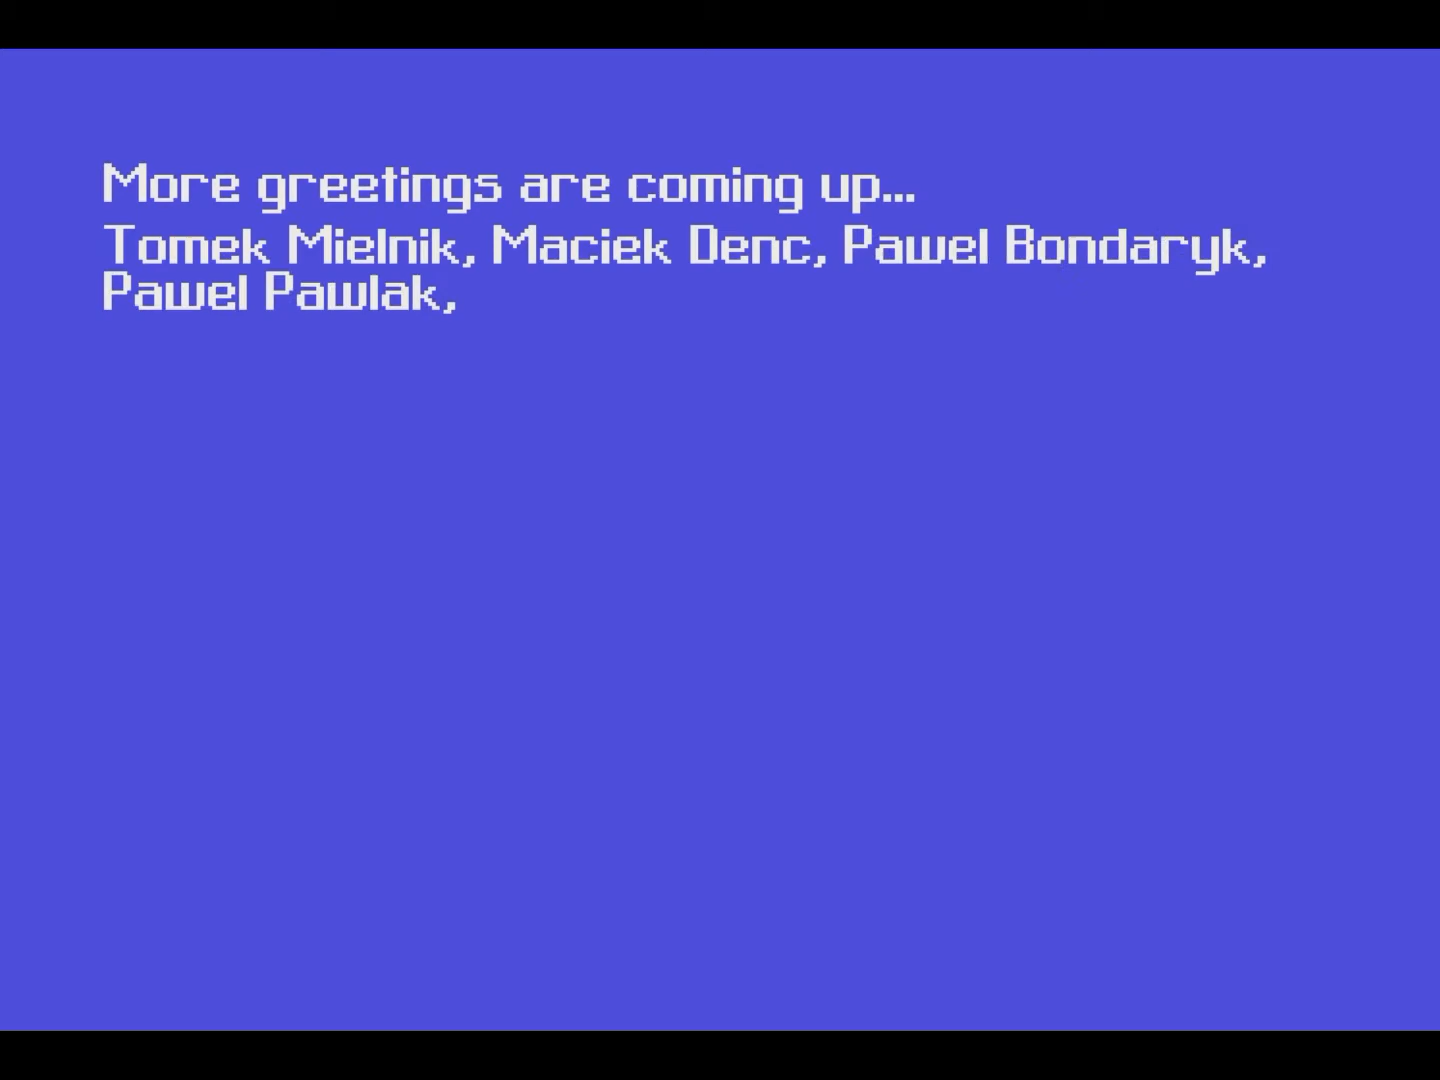 More greetings are coming up...
Tomek Mielnik, Maciek Denc, Pawel Bondaryk,
Pawel Pawlak,